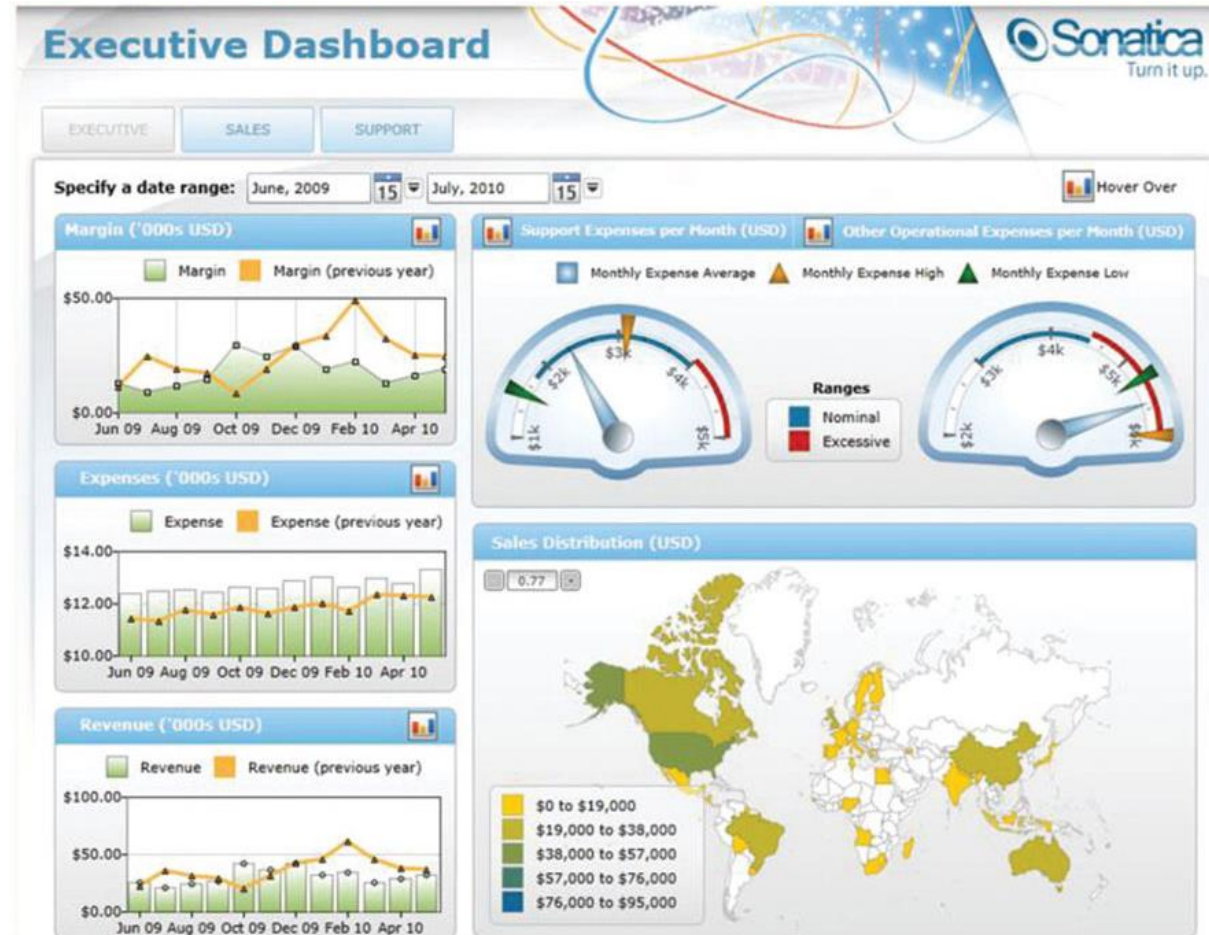 Executive Dashboard
Sonatica
Turn it up.
EXECUTIVE SALES SUPPORT
Specify a date range: June, 2009 15 July, 2010 15
Hover Over
Margin ('000s USD)
Margin Margin (previous year)
$50.00
$0.00
Jun 09 Aug 09 Oct 09 Dec 09 Feb 10 Apr 10
Expenses ('000s USD)
Expense Expense (previous year)
$14.00
$12.00
$10.00
Jun 09 Aug 09 Oct 09 Dec 09 Feb 10 Apr 10
Revenue ('000s USD)
Revenue Revenue (previous year)
$100.00
$50.00
$0.00
Jun 09 Aug 09 Oct 09 Dec 09 Feb 10 Apr 10
Support Expenses per Month (USD) Other Operational Expenses per Month (USD)
Monthly Expense Average Monthly Expense High Monthly Expense Low
$1k $2k $3k $4k $5k
Ranges
Nominal
Excessive
$2k $3k $4k $5k $6k
Sales Distribution (USD)
0.77
$0 to $19,000
$19,000 to $38,000
$38,000 to $57,000
$57,000 to $76,000
$76,000 to $95,000